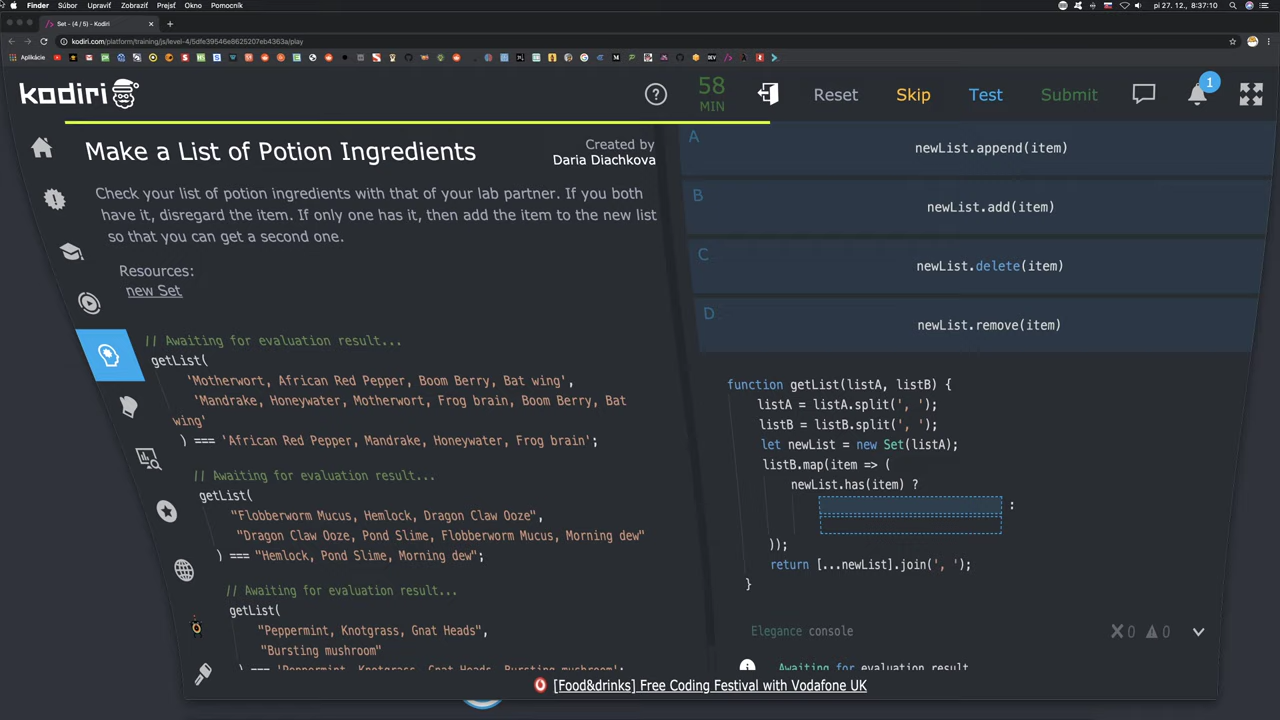 Finder Súbor Upraviť Zobraziť Prejsť Okno Pomocník
pi 27. 12., 8:37:10
Set - (4 / 5) - Kodiri
kodiri.com/platform/training/js/level-4/5dfe39546e8625207eb4363a/play
Aplikácie
kodiri
58
MIN
Reset
Skip
Test
Submit
1
Make a List of Potion Ingredients
Created by
Daria Diachkova
Check your list of potion ingredients with that of your lab partner. If you both
have it, disregard the item. If only one has it, then add the item to the new list
so that you can get a second one.
Resources:
new Set
// Awaiting for evaluation result...
getList(
'Motherwort, African Red Pepper, Boom Berry, Bat wing',
'Mandrake, Honeywater, Motherwort, Frog brain, Boom Berry, Bat
wing'
) === 'African Red Pepper, Mandrake, Honeywater, Frog brain';
// Awaiting for evaluation result...
getList(
"Flobberworm Mucus, Hemlock, Dragon Claw Ooze",
"Dragon Claw Ooze, Pond Slime, Flobberworm Mucus, Morning dew"
) === "Hemlock, Pond Slime, Morning dew";
// Awaiting for evaluation result...
getList(
"Peppermint, Knotgrass, Gnat Heads",
"Bursting mushroom"
) === 'Peppermint, Knotgrass, Gnat Heads, Bursting mushroom';
A
newList.append(item)
B
newList.add(item)
C
newList.delete(item)
D
newList.remove(item)
function getList(listA, listB) {
listA = listA.split(', ');
listB = listB.split(', ');
let newList = new Set(listA);
listB.map(item => (
newList.has(item) ?
:
));
return [...newList].join(', ');
}
Elegance console
0 0
Awaiting for evaluation result
[Food&drinks] Free Coding Festival with Vodafone UK